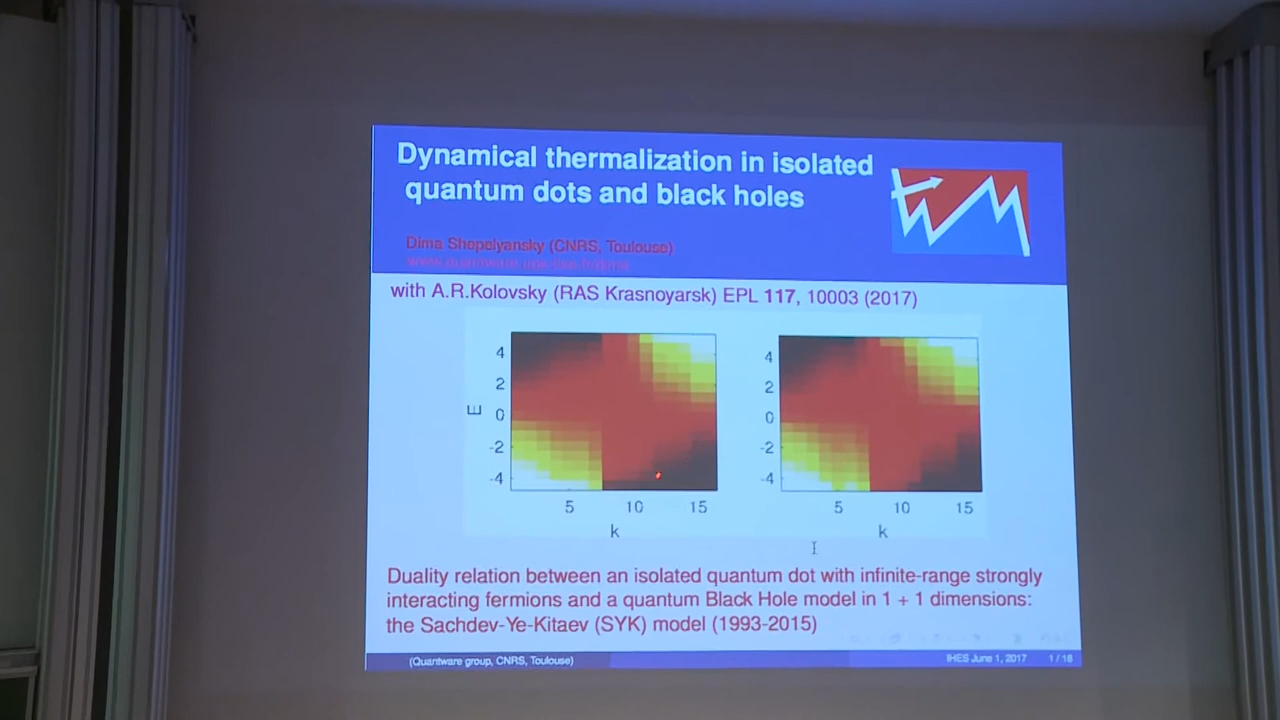 Dynamical thermalization in isolated
quantum dots and black holes
Dima Shepelyansky (CNRS, Toulouse)
with A.R.Kolovsky (RAS Krasnoyarsk) EPL 117, 10003 (2017)
E
4
2
0
-2
-4
5 10 15
k
4
2
0
-2
-4
5 10 15
k
Duality relation between an isolated quantum dot with infinite-range strongly
interacting fermions and a quantum Black Hole model in 1 + 1 dimensions:
the Sachdev-Ye-Kitaev (SYK) model (1993-2015)
(Quantware group, CNRS, Toulouse)
IHES June 1, 2017 1 / 18